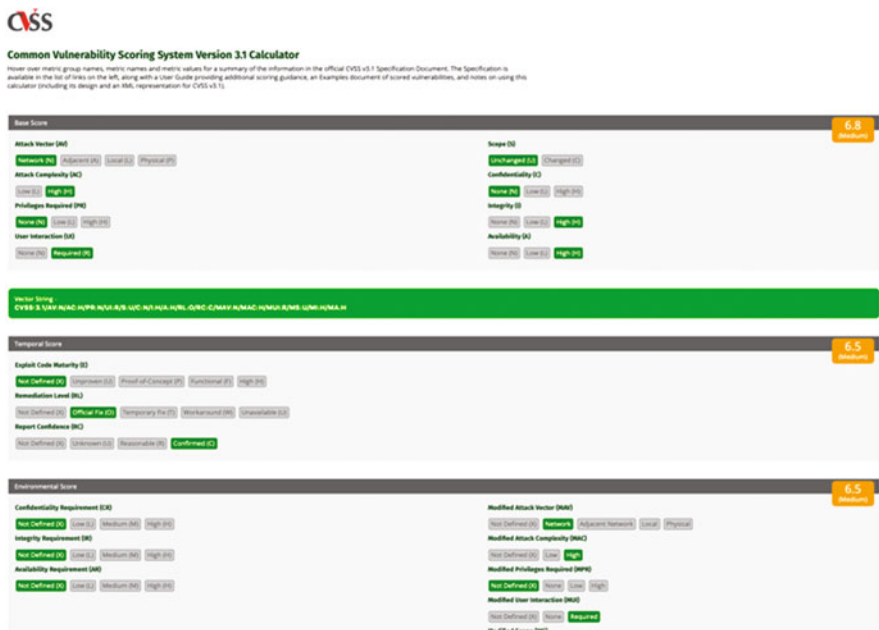 CVSS
Common Vulnerability Scoring System Version 3.1 Calculator
Hover over metric group names, metric names and metric values for a summary of the information in the official CVSS v3.1 Specification Document. The Specification is
available in the list of links on the left, along with a User Guide providing additional scoring guidance, an Examples document of scored vulnerabilities, and notes on using this
calculator (including its design and an XML representation for CVSS v3.1).
Base Score
6.8
(Medium)
Attack Vector (AV)
Network (N) Adjacent (A) Local (L) Physical (P)
Attack Complexity (AC)
Low (L) High (H)
Privileges Required (PR)
None (N) Low (L) High (H)
User Interaction (UI)
None (N) Required (R)
Scope (S)
Unchanged (U) Changed (C)
Confidentiality (C)
None (N) Low (L) High (H)
Integrity (I)
None (N) Low (L) High (H)
Availability (A)
None (N) Low (L) High (H)
Vector String -
CVSS:3.1/AV:N/AC:H/PR:N/UI:R/S:U/C:N/I:H/A:H/RL:O/RC:C/MAV:N/MAC:H/MUI:R/MS:U/MI:H/MA:H
Temporal Score
6.5
(Medium)
Exploit Code Maturity (E)
Not Defined (X) Unproven (U) Proof-of-Concept (P) Functional (F) High (H)
Remediation Level (RL)
Not Defined (X) Official Fix (O) Temporary Fix (T) Workaround (W) Unavailable (U)
Report Confidence (RC)
Not Defined (X) Unknown (U) Reasonable (R) Confirmed (C)
Environmental Score
6.5
(Medium)
Confidentiality Requirement (CR)
Not Defined (X) Low (L) Medium (M) High (H)
Integrity Requirement (IR)
Not Defined (X) Low (L) Medium (M) High (H)
Availability Requirement (AR)
Not Defined (X) Low (L) Medium (M) High (H)
Modified Attack Vector (MAV)
Not Defined (X) Network Adjacent Network Local Physical
Modified Attack Complexity (MAC)
Not Defined (X) Low High
Modified Privileges Required (MPR)
Not Defined (X) None Low High
Modified User Interaction (MUI)
Not Defined (X) None Required